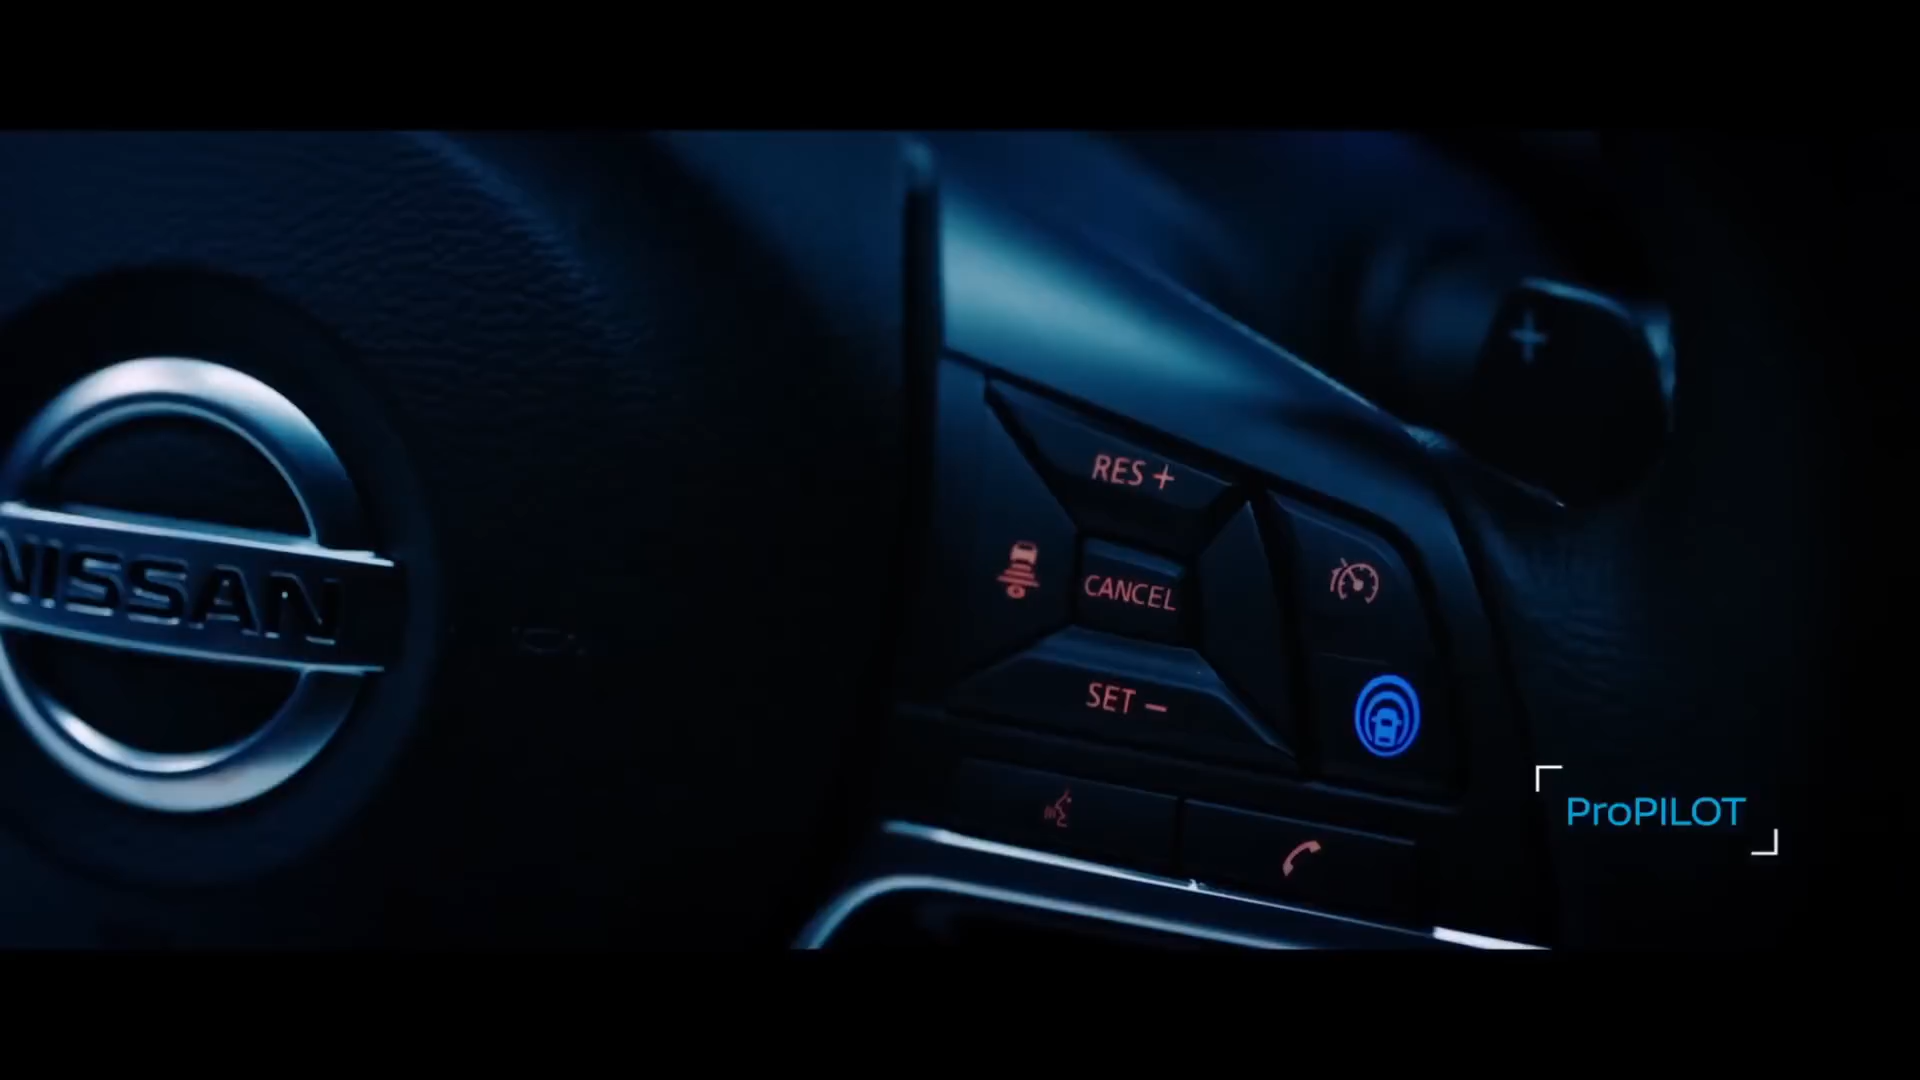 NISSAN
RES +
CANCEL
SET –
+
ProPILOT